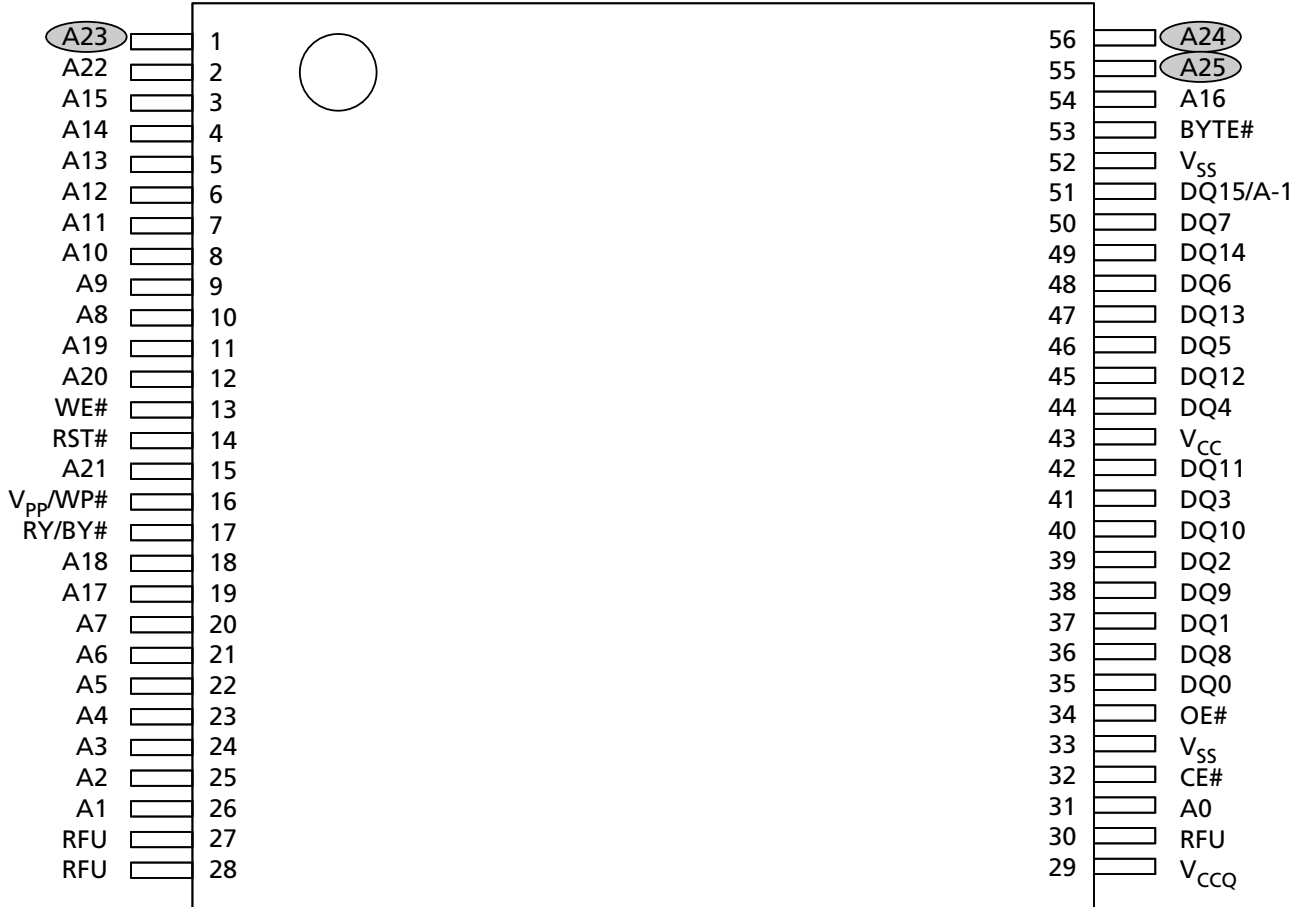 A23 1 56 A24
A22 2 55 A25
A15 3 54 A16
A14 4 53 BYTE#
A13 5 52 VSS
A12 6 51 DQ15/A-1
A11 7 50 DQ7
A10 8 49 DQ14
A9 9 48 DQ6
A8 10 47 DQ13
A19 11 46 DQ5
A20 12 45 DQ12
WE# 13 44 DQ4
RST# 14 43 VCC
A21 15 42 DQ11
VPP/WP# 16 41 DQ3
RY/BY# 17 40 DQ10
A18 18 39 DQ2
A17 19 38 DQ9
A7 20 37 DQ1
A6 21 36 DQ8
A5 22 35 DQ0
A4 23 34 OE#
A3 24 33 VSS
A2 25 32 CE#
A1 26 31 A0
RFU 27 30 RFU
RFU 28 29 VCCQ